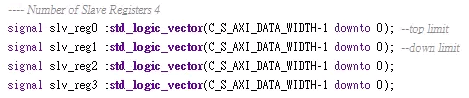 ---- Number of Slave Registers 4
signal slv_reg0 :std_logic_vector(C_S_AXI_DATA_WIDTH-1 downto 0); --top limit
signal slv_reg1 :std_logic_vector(C_S_AXI_DATA_WIDTH-1 downto 0); --down limit
signal slv_reg2 :std_logic_vector(C_S_AXI_DATA_WIDTH-1 downto 0);
signal slv_reg3 :std_logic_vector(C_S_AXI_DATA_WIDTH-1 downto 0);